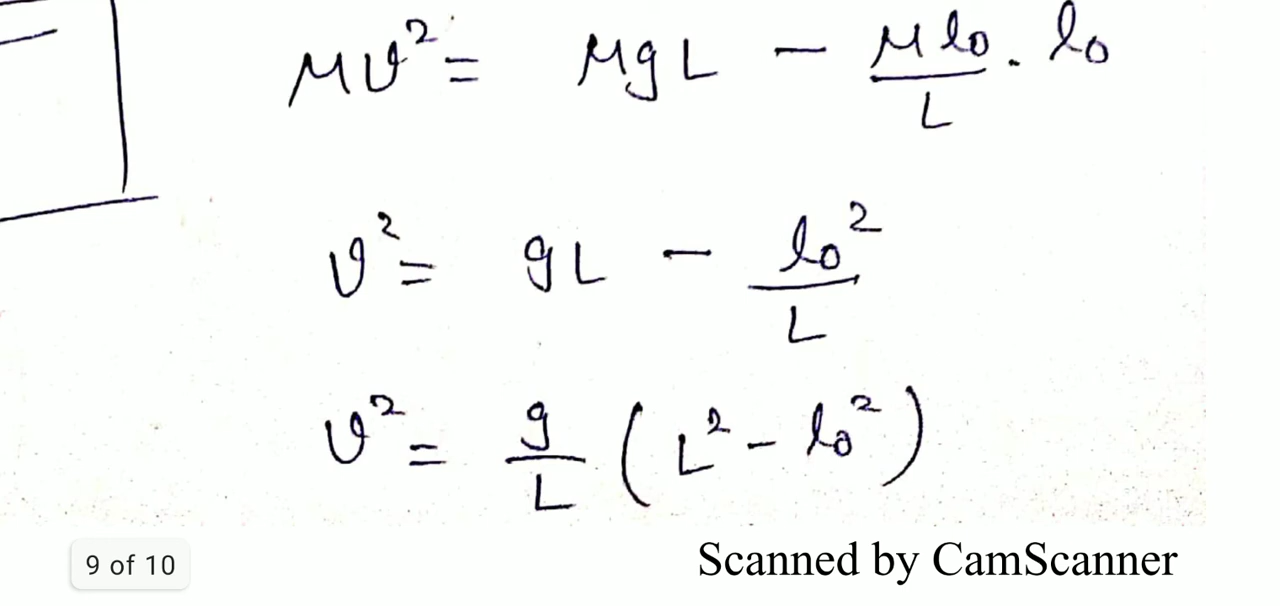 Mv² = MgL - Ml₀/L . l₀
v² = gL - l₀²/L
v² = g/L (L² - l₀²)
9 of 10
Scanned by CamScanner